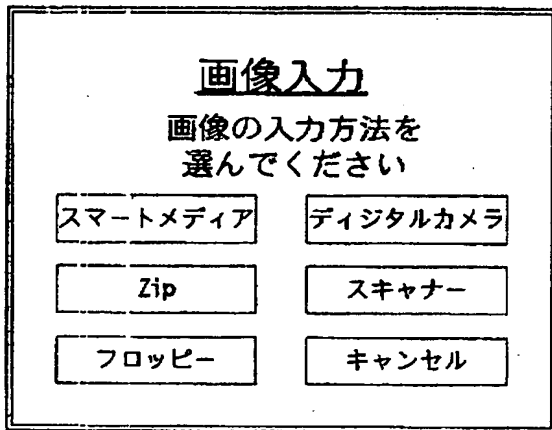 画像入力
画像の入力方法を
選んでください
スマートメディア
ディジタルカメラ
Zip
スキャナー
フロッピー
キャンセル